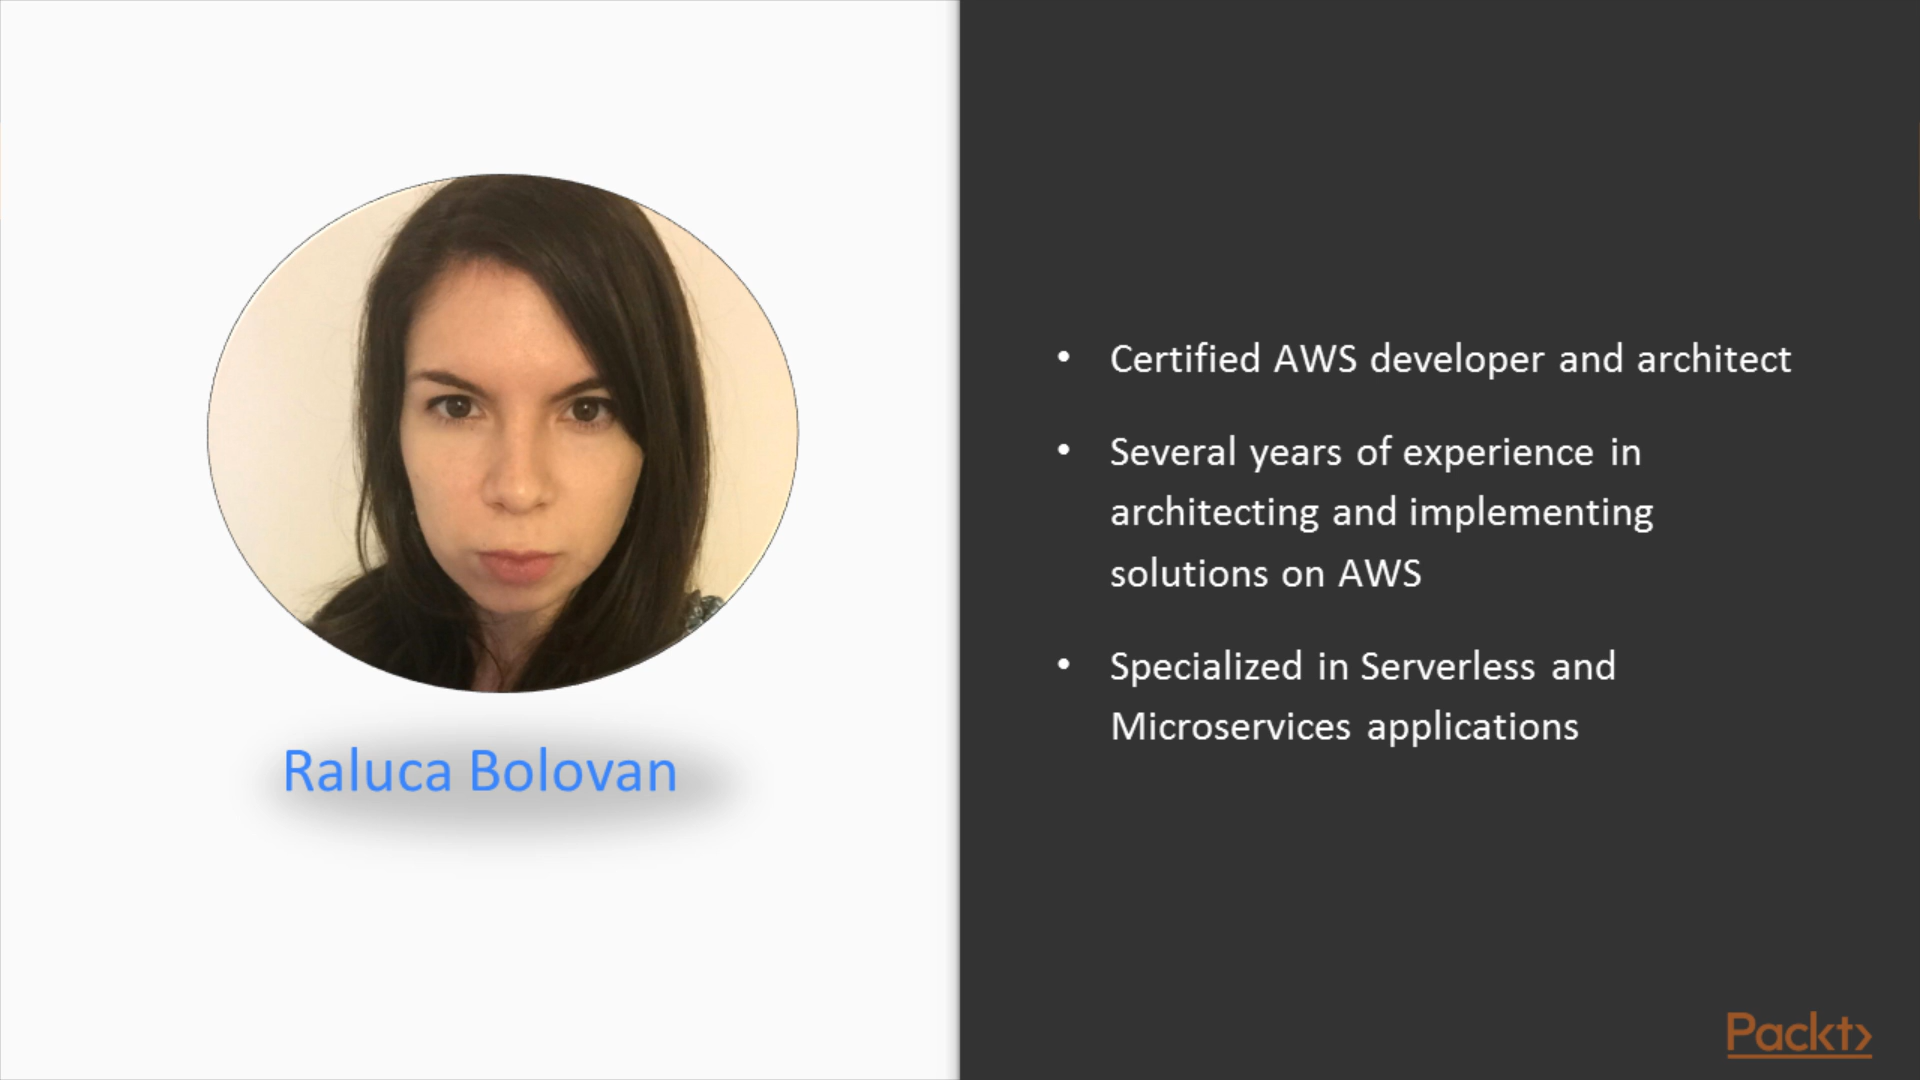 Raluca Bolovan
• Certified AWS developer and architect
• Several years of experience in
architecting and implementing
solutions on AWS
• Specialized in Serverless and
Microservices applications
Packt>